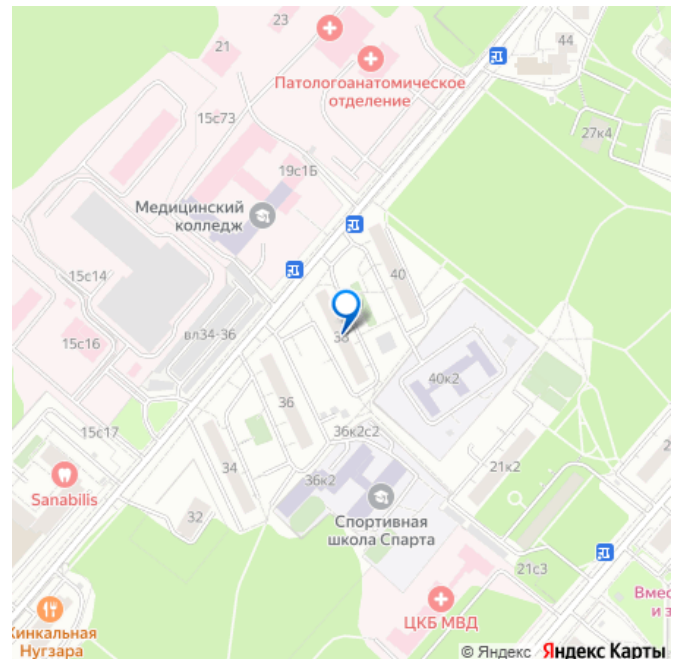 23
44
21
Патологоанатомическое
отделение
15с73
27к4
19с1Б
Медицинский
колледж
40
15с14
вл34-36
38
15с16
40к2
36
15с17
36к2с2
34
21к2
Sanabilis
36к2
32
Спортивная
школа Спарта
21с3
ЦКБ МВД
Вмес
и з
Хинкальная
Нугзара
© Яндекс Яндекс Карты